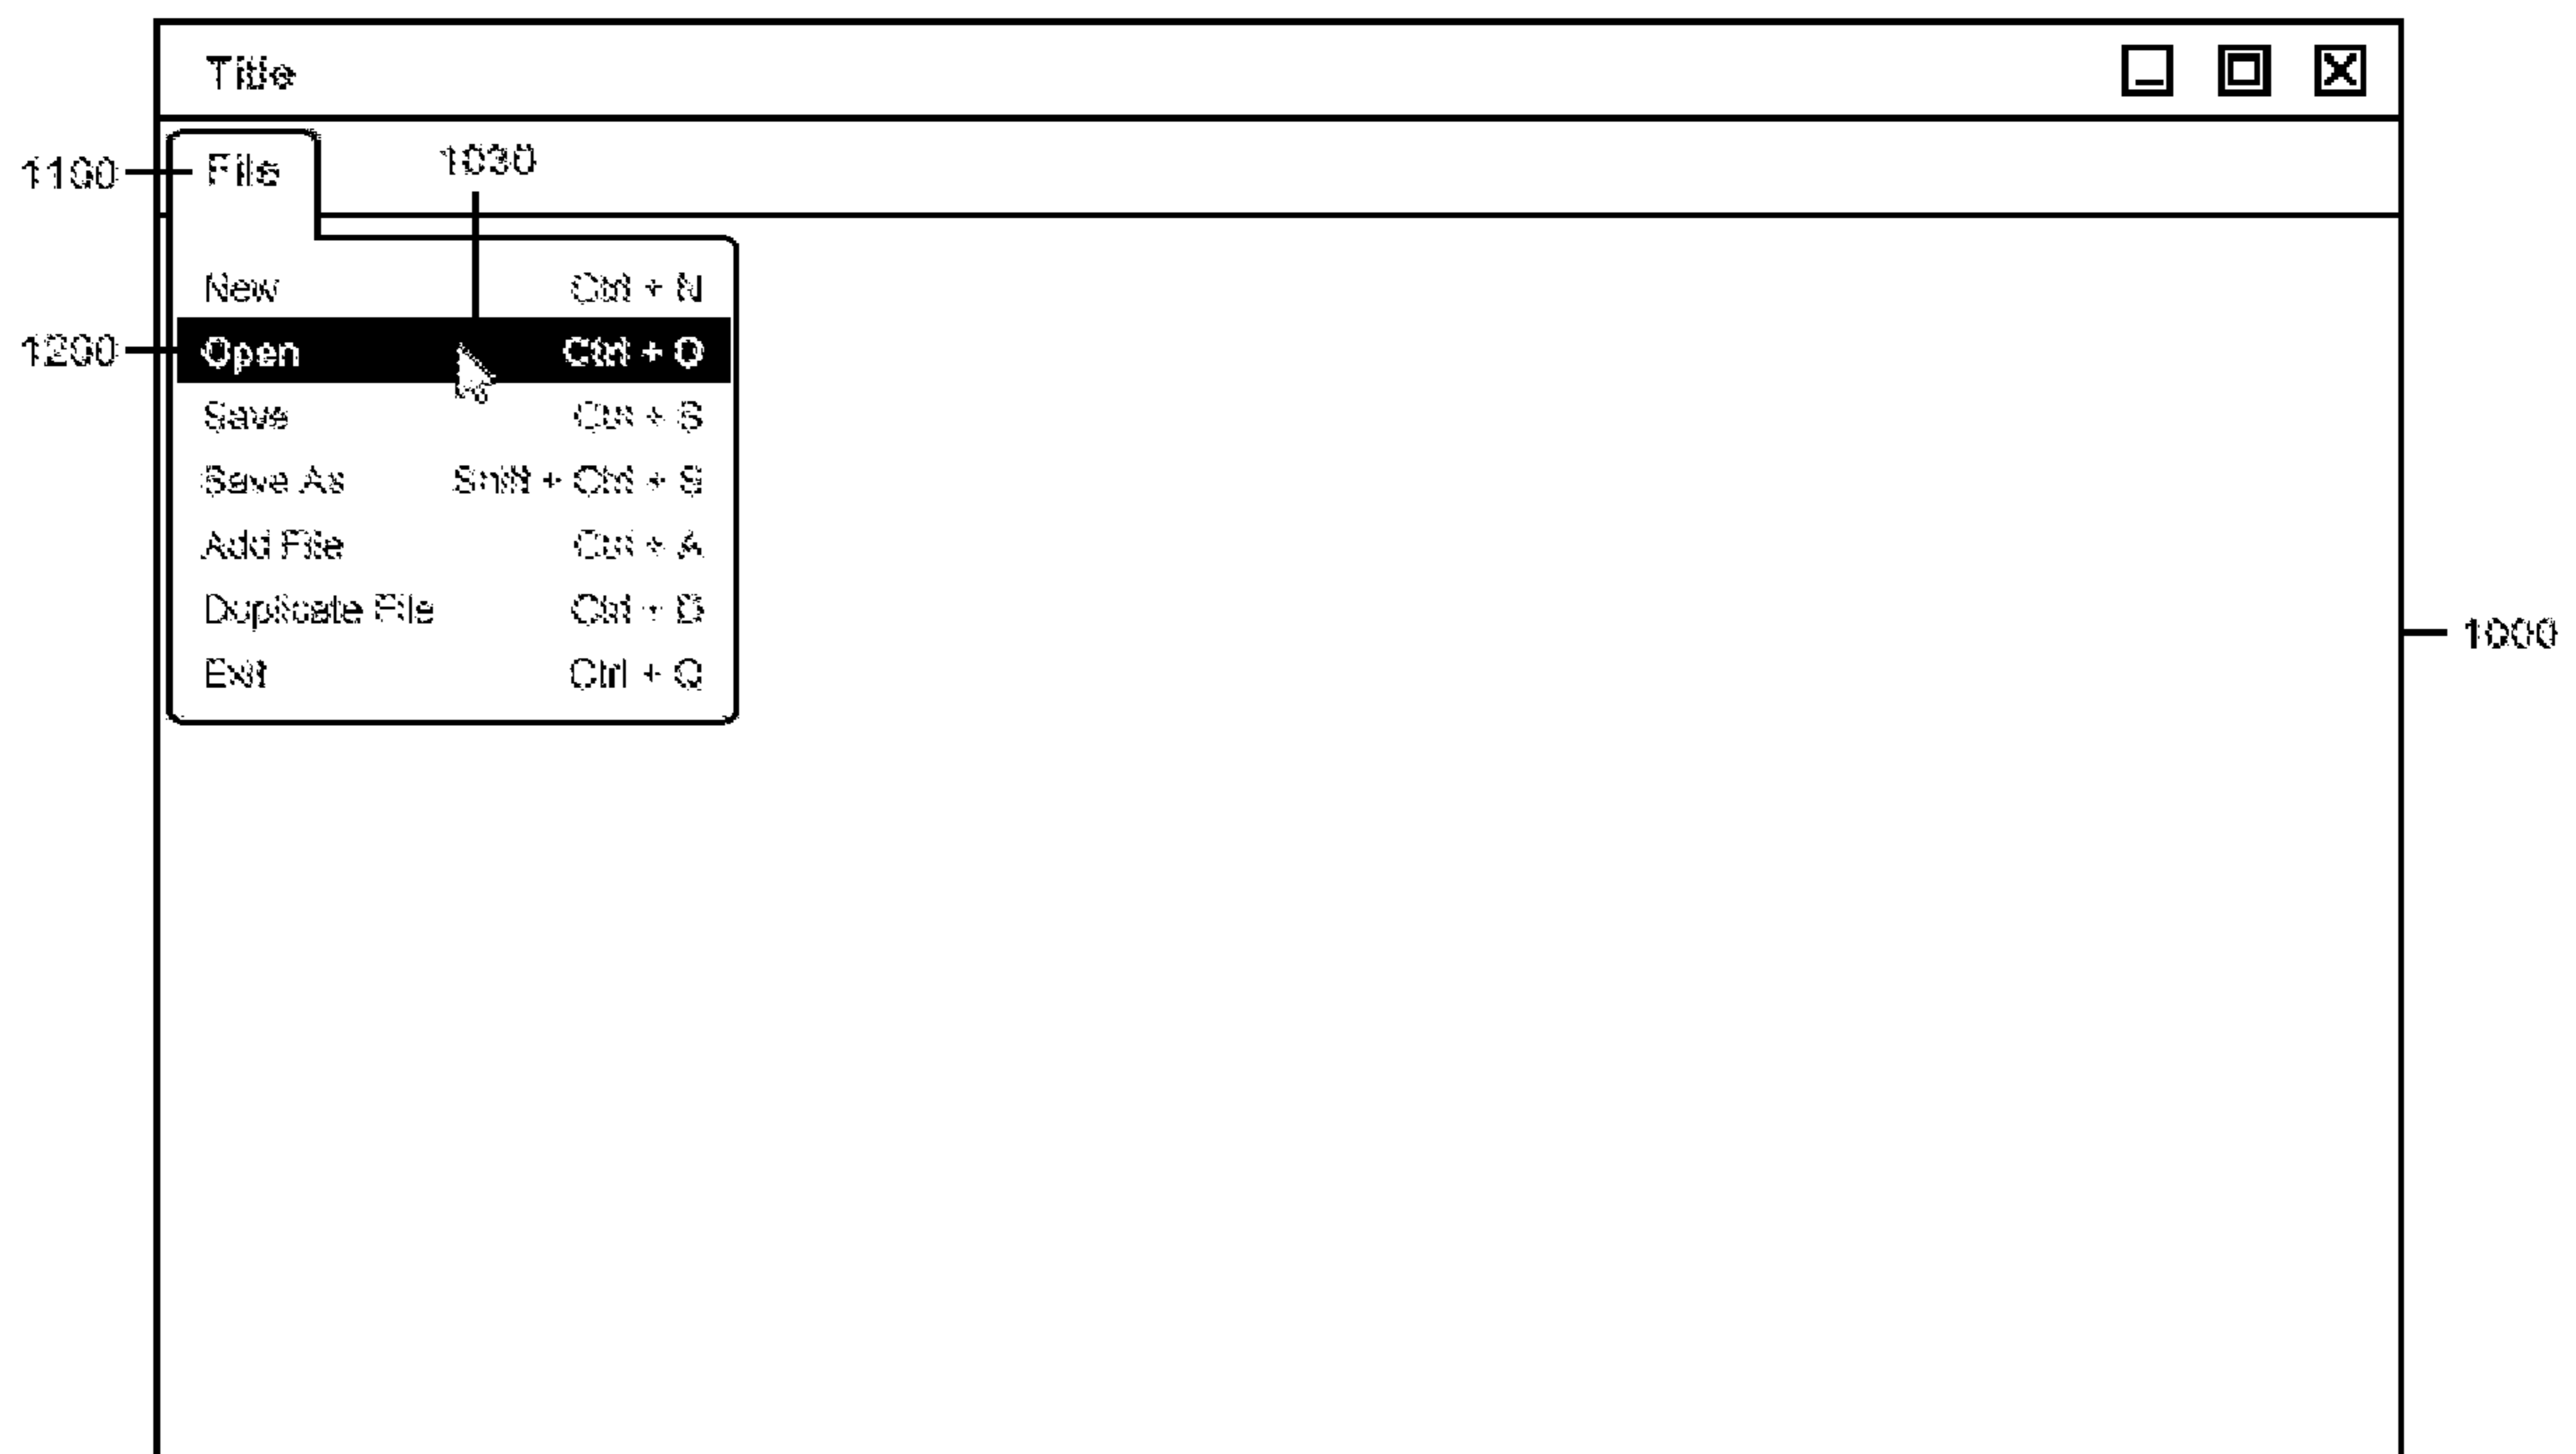 Title
1100 File 1030
New Ctrl + N
1200 Open Ctrl + O
Save Ctrl + S
Save As Shift + Ctrl + S
Add File Ctrl + A
Duplicate File Ctrl + D
1000
Exit Ctrl + Q